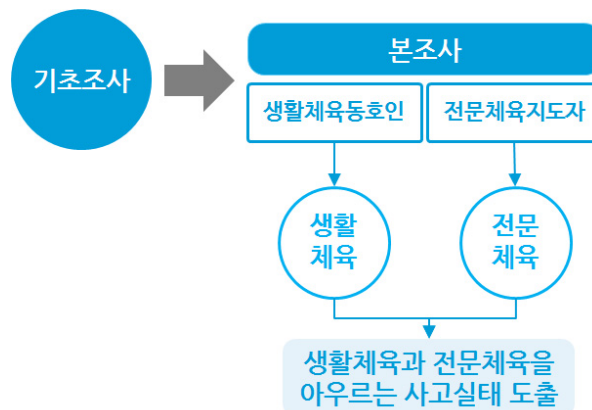 기초조사
본조사
생활체육동호인
전문체육지도자
생활
체육
전문
체육
생활체육과 전문체육을
아우르는 사고실태 도출